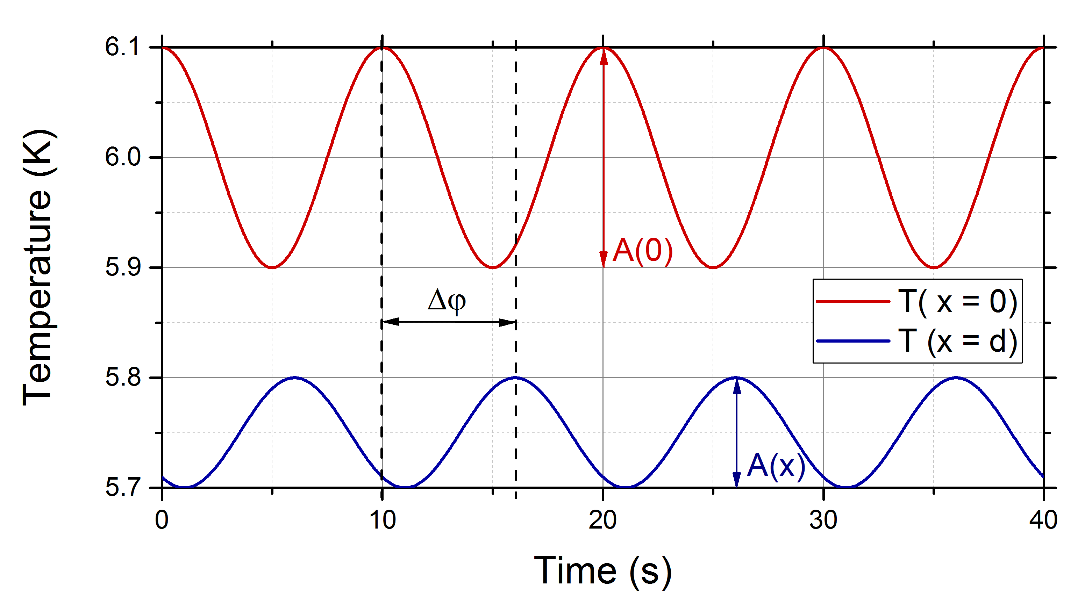 Temperature (K)
6.1
6.0
5.9
5.8
5.7
A(0)
Δφ
T( x = 0)
T (x = d)
A(x)
0
10
20
30
40
Time (s)